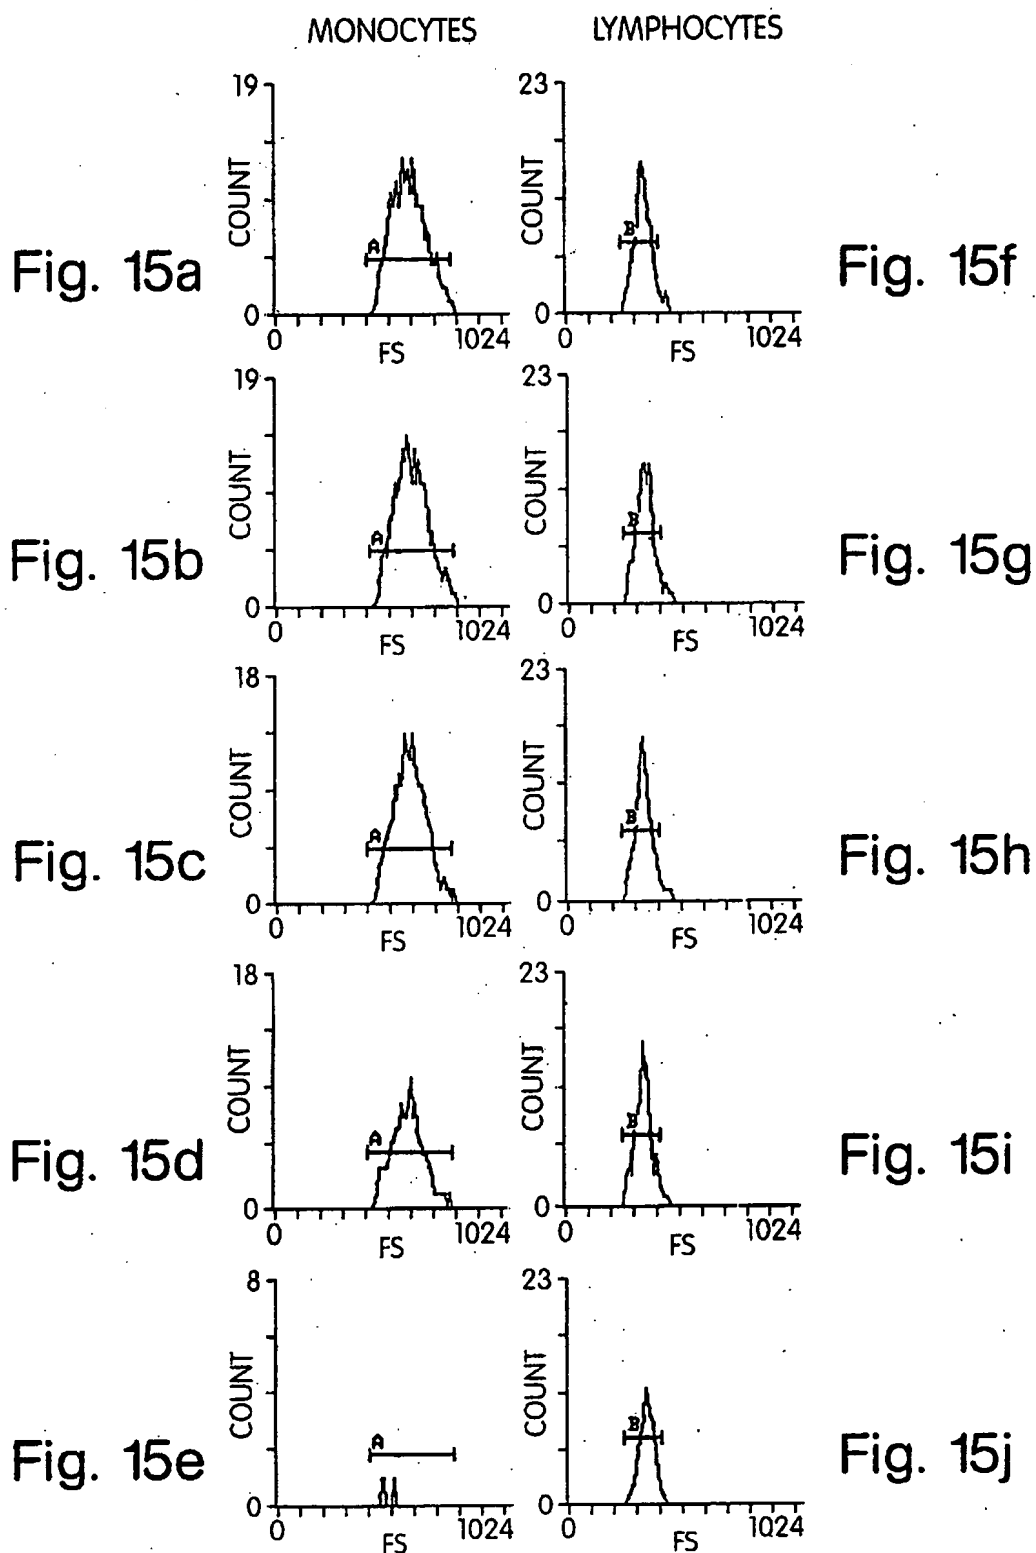 MONOCYTES LYMPHOCYTES
Fig. 15a
19
COUNT
A
0
0 FS 1024
23
COUNT
B
0
0 FS 1024
Fig. 15f
Fig. 15b
19
COUNT
A
0
0 FS 1024
23
COUNT
B
0
0 FS 1024
Fig. 15g
Fig. 15c
18
COUNT
A
0
0 FS 1024
23
COUNT
B
0
0 FS 1024
Fig. 15h
Fig. 15d
18
COUNT
A
0
0 FS 1024
23
COUNT
B
0
0 FS 1024
Fig. 15i
Fig. 15e
8
COUNT
A
0
0 FS 1024
23
COUNT
B
0
0 FS 1024
Fig. 15j